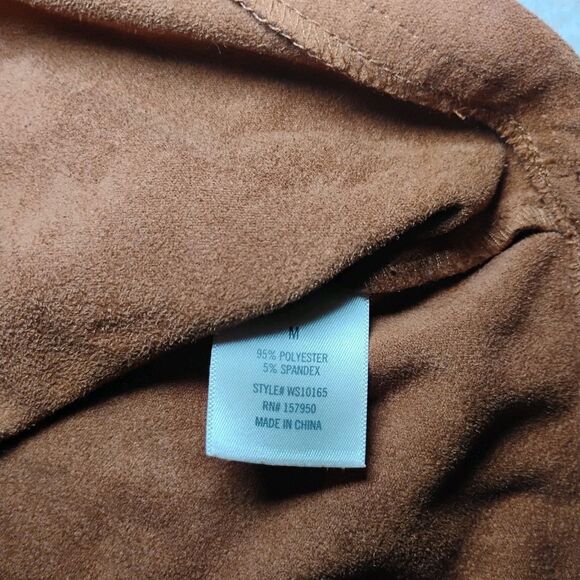 M
95% POLYESTER
5% SPANDEX
STYLE# WS10165
RN# 157950
MADE IN CHINA